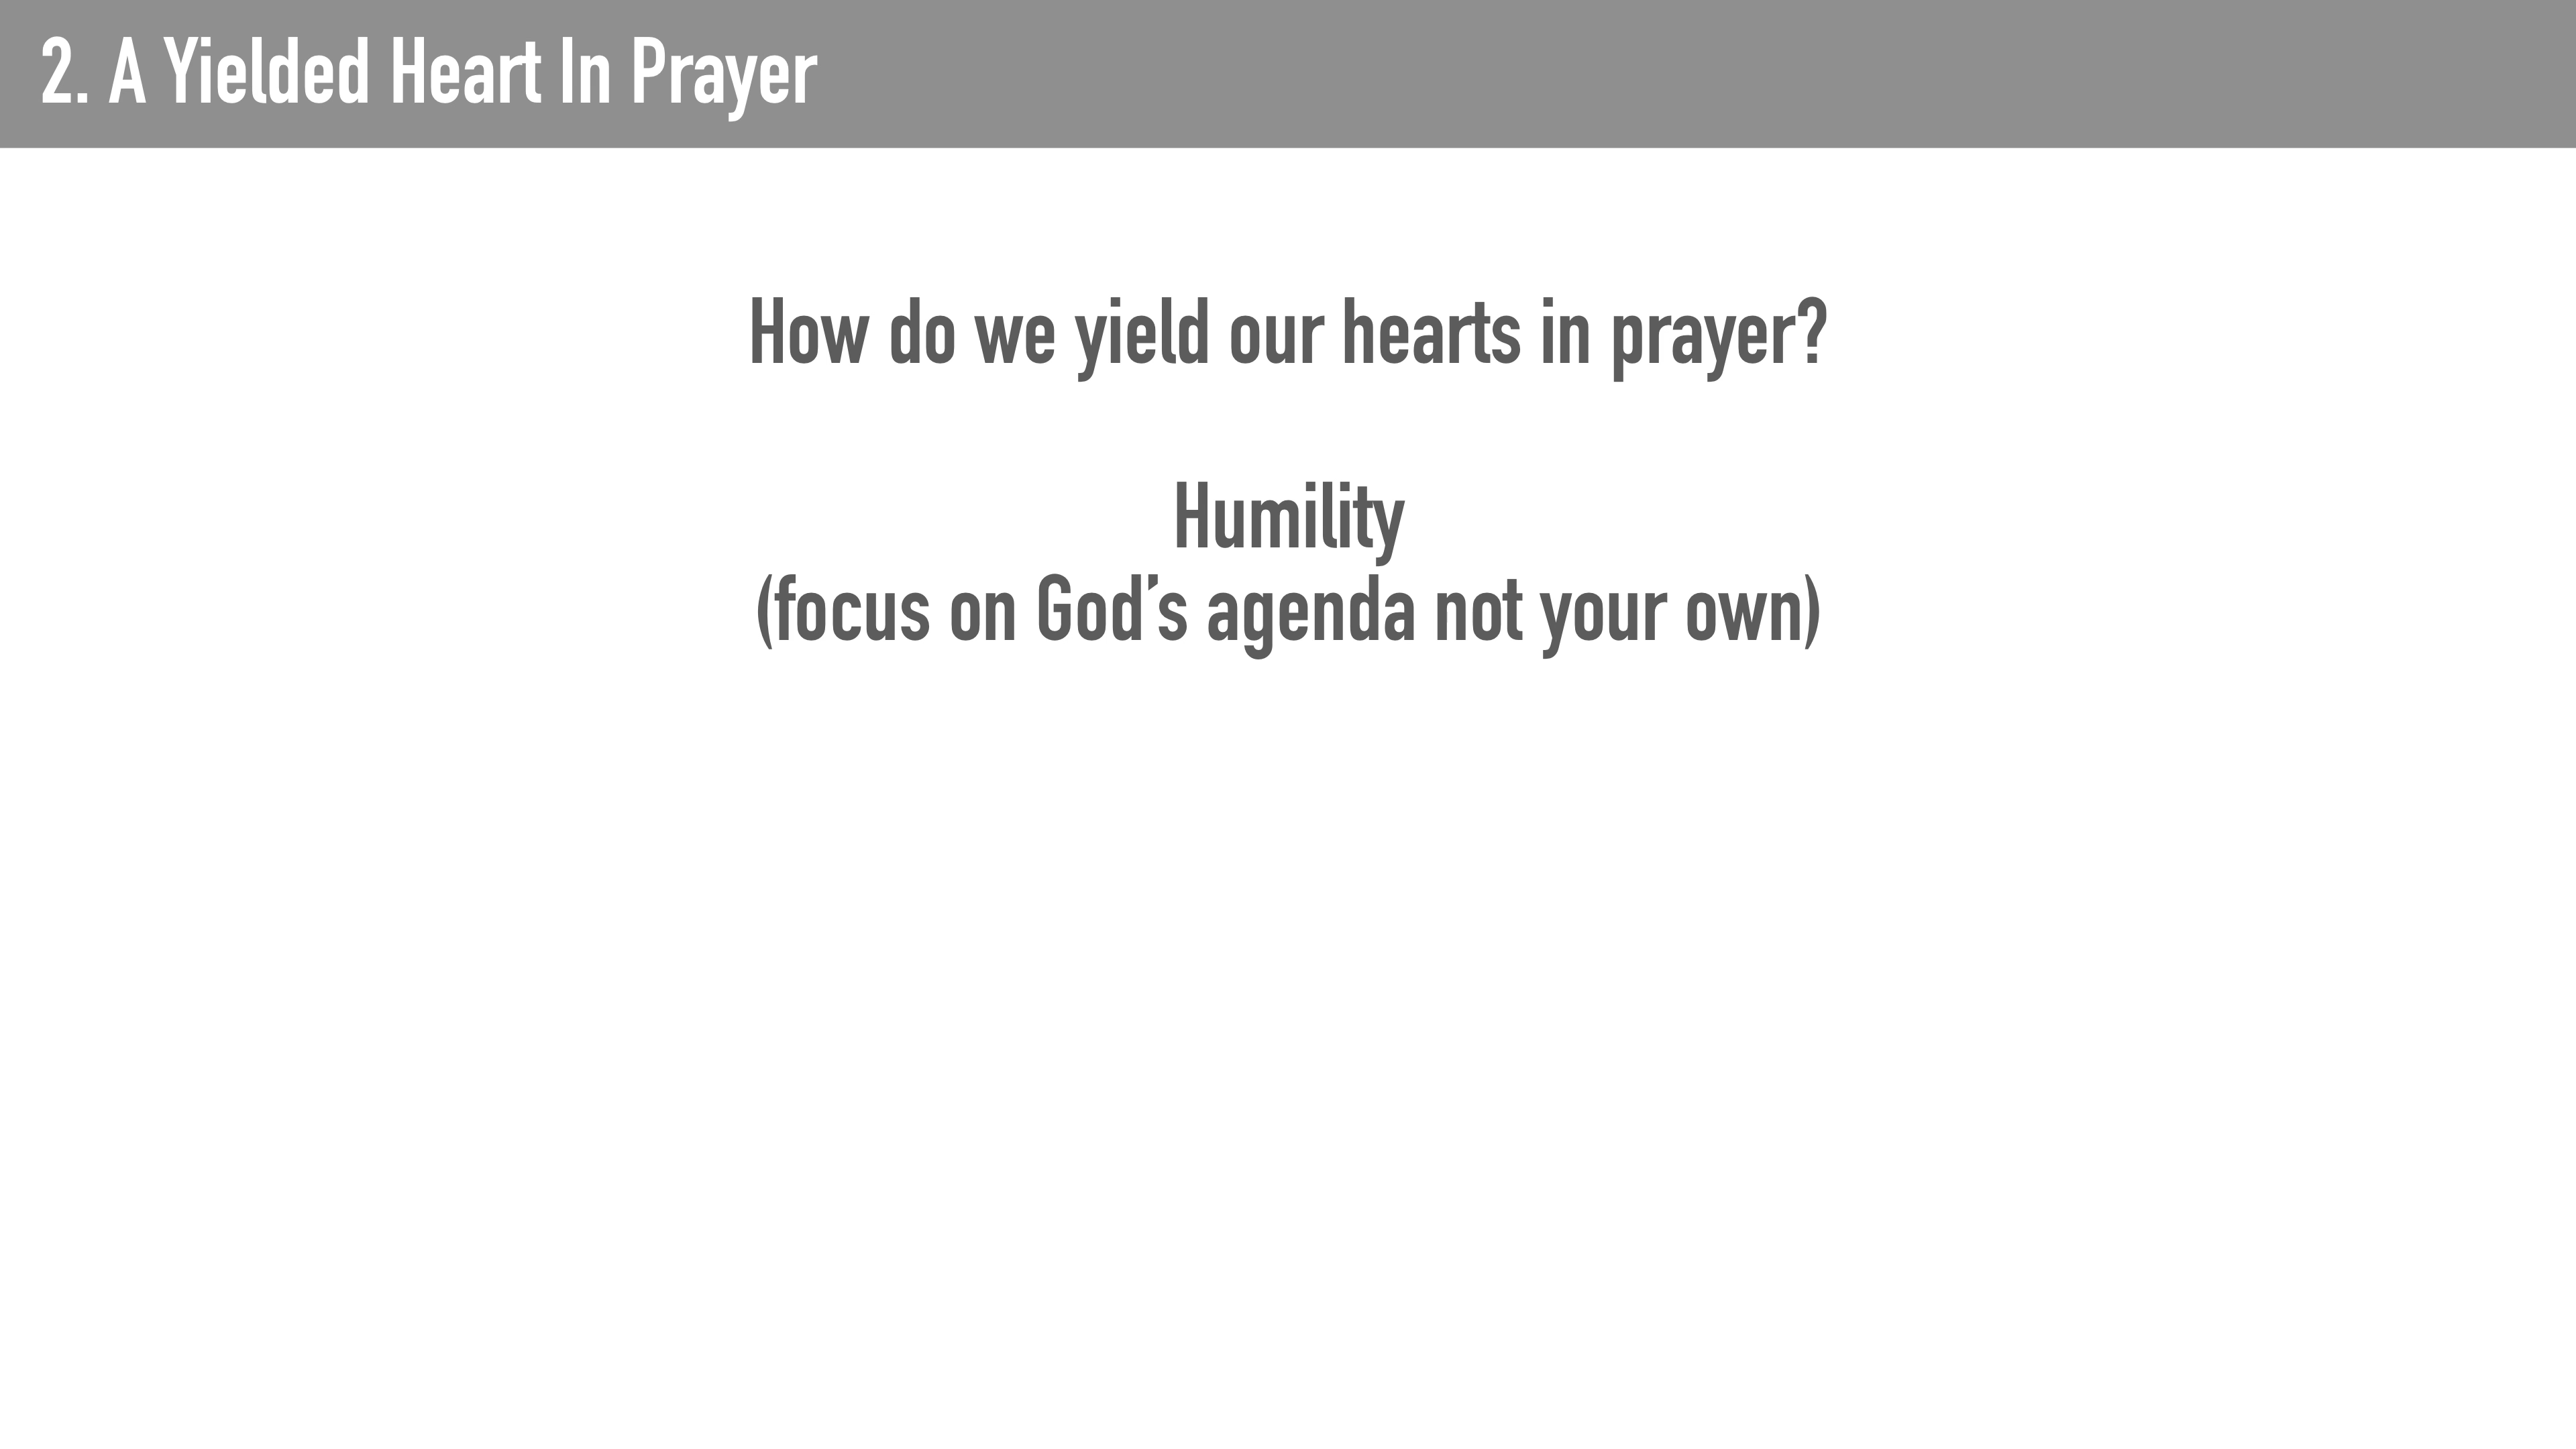 2. A Yielded Heart In Prayer
How do we yield our hearts in prayer?
Humility
(focus on God’s agenda not your own)